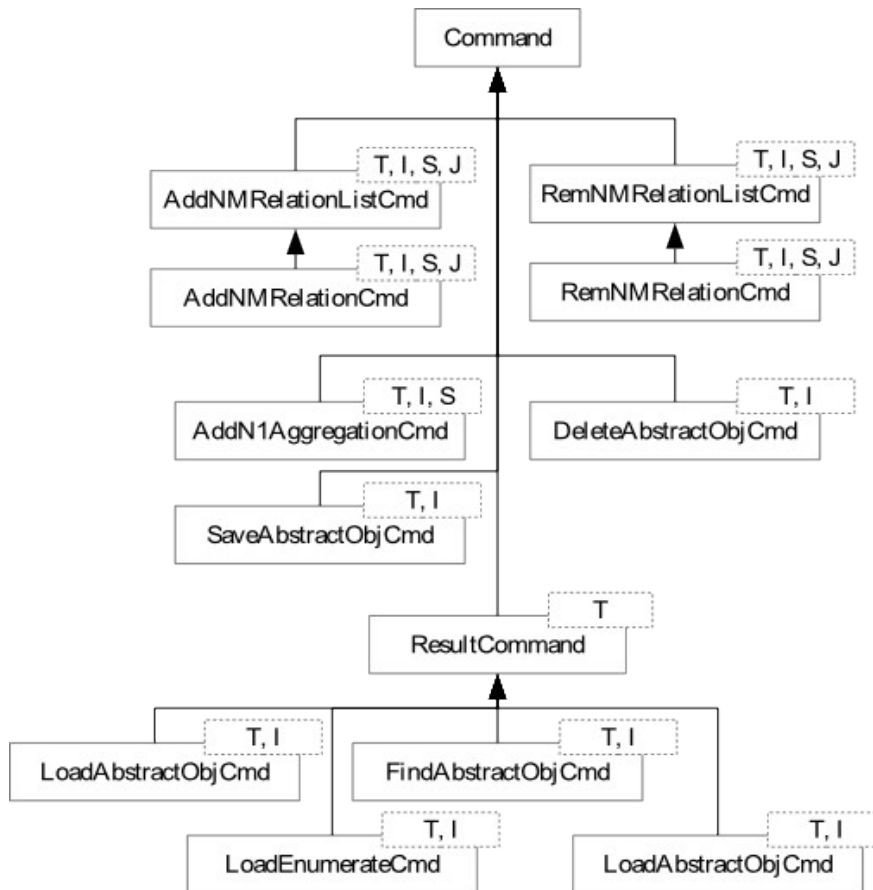 Command
T, I, S, J
AddNMRelationListCmd
T, I, S, J
RemNMRelationListCmd
T, I, S, J
AddNMRelationCmd
T, I, S, J
RemNMRelationCmd
T, I, S
AddN1AggregationCmd
T, I
DeleteAbstractObjCmd
T, I
SaveAbstractObjCmd
T
ResultCommand
T, I
LoadAbstractObjCmd
T, I
FindAbstractObjCmd
T, I
LoadEnumerateCmd
T, I
LoadAbstractObjCmd